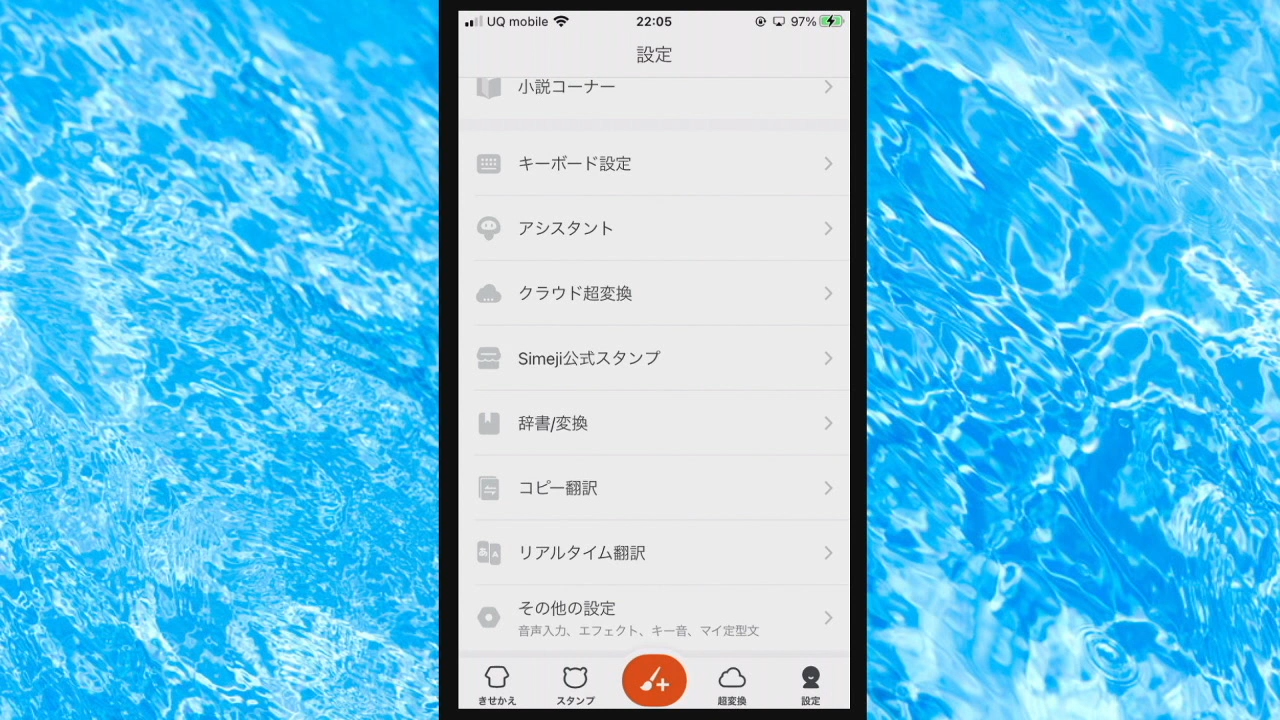 UQ mobile 22:05 97%
設定
小説コーナー
キーボード設定
アシスタント
クラウド超変換
Simeji公式スタンプ
辞書/変換
コピー翻訳
リアルタイム翻訳
その他の設定
音声入力、エフェクト、キー音、マイ定型文
きせかえ スタンプ 超変換 設定